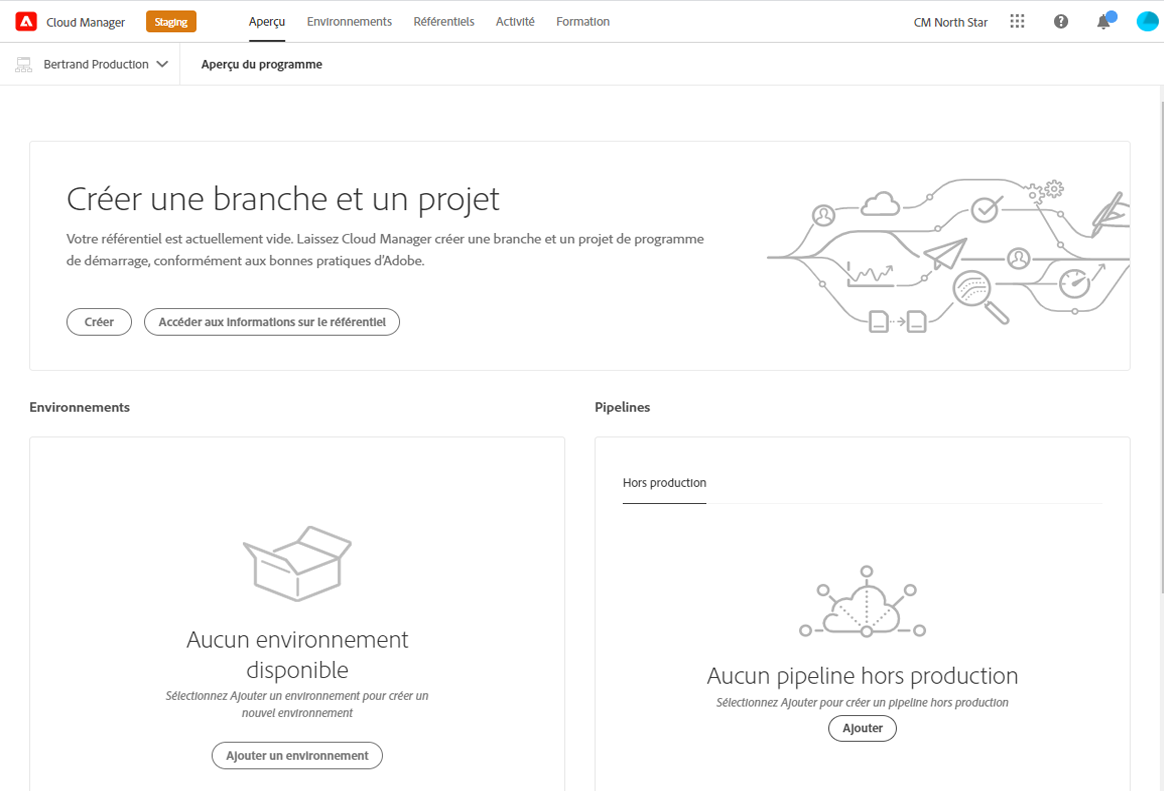 Cloud Manager
Staging
Aperçu
Environnements
Référentiels
Activité
Formation
CM North Star
Bertrand Production
Aperçu du programme
Créer une branche et un projet
Votre référentiel est actuellement vide. Laissez Cloud Manager créer une branche et un projet de programme
de démarrage, conformément aux bonnes pratiques d'Adobe.
Créer
Accéder aux informations sur le référentiel
Environnements
Aucun environnement
disponible
Sélectionnez Ajouter un environnement pour créer un
nouvel environnement
Ajouter un environnement
Pipelines
Hors production
Aucun pipeline hors production
Sélectionnez Ajouter pour créer un pipeline hors production
Ajouter